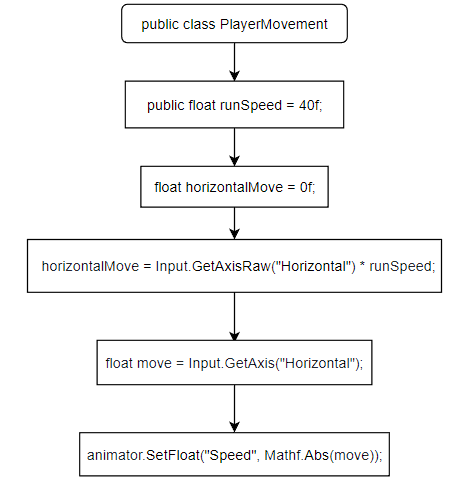 public class PlayerMovement
public float runSpeed = 40f;
float horizontalMove = 0f;
horizontalMove = Input.GetAxisRaw("Horizontal") * runSpeed;
float move = Input.GetAxis("Horizontal");
animator.SetFloat("Speed", Mathf.Abs(move));